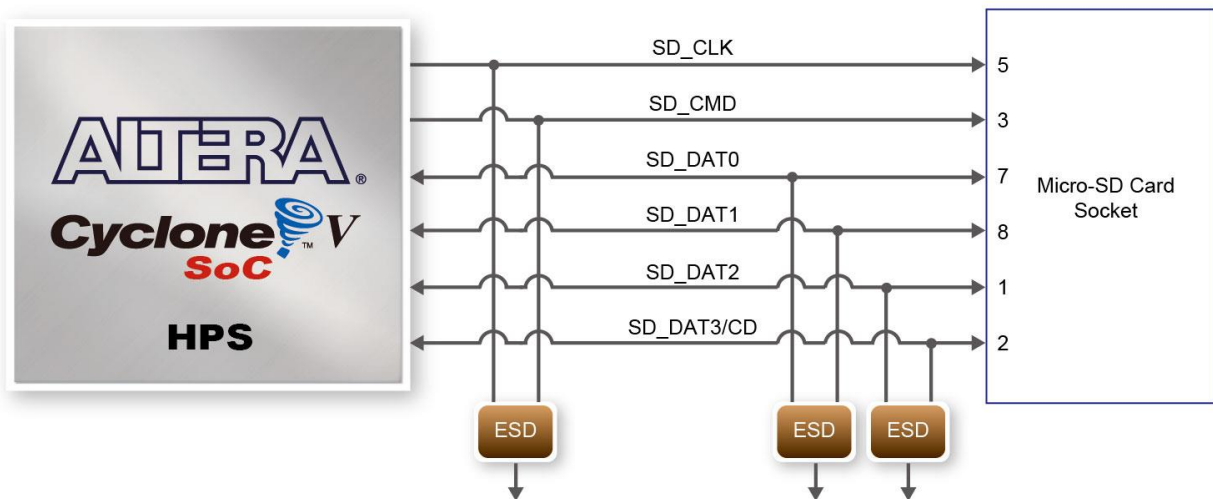 ALTERA®
Cyclone™ V
SoC
HPS
SD_CLK
5
SD_CMD
3
SD_DAT0
7
SD_DAT1
8
SD_DAT2
1
SD_DAT3/CD
2
Micro-SD Card
Socket
ESD
ESD
ESD